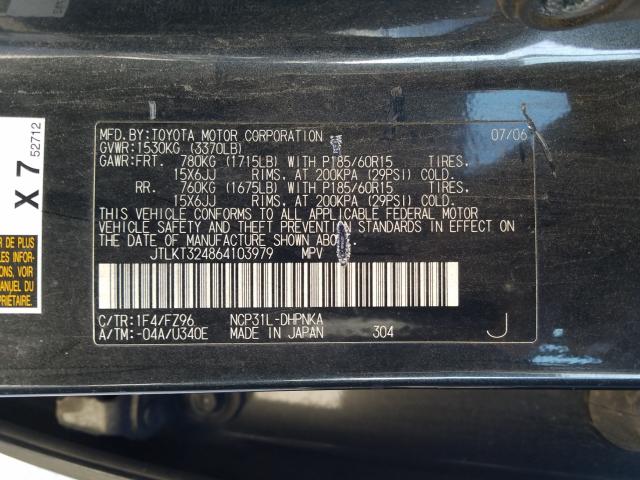 MFD.BY:TOYOTA MOTOR CORPORATION 07/06
GVWR:1530KG (3370LB)
GAWR:FRT. 780KG (1715LB) WITH P185/60R15 TIRES,
15X6JJ RIMS, AT 200KPA (29PSI) COLD.
RR. 760KG (1675LB) WITH P185/60R15 TIRES,
15X6JJ RIMS, AT 200KPA (29PSI) COLD.
THIS VEHICLE CONFORMS TO ALL APPLICABLE FEDERAL MOTOR
VEHICLE SAFETY AND THEFT PREVENTION STANDARDS IN EFFECT
ON THE DATE OF MANUFACTURE SHOWN ABOVE.
JTLKT324864103979 MPV
C/TR:1F4/FZ96 NCP31L-DHPNKA
A/TM:-04A/U340E MADE IN JAPAN 304 J
X 7
52712
OF PLUS
LES INFOR-